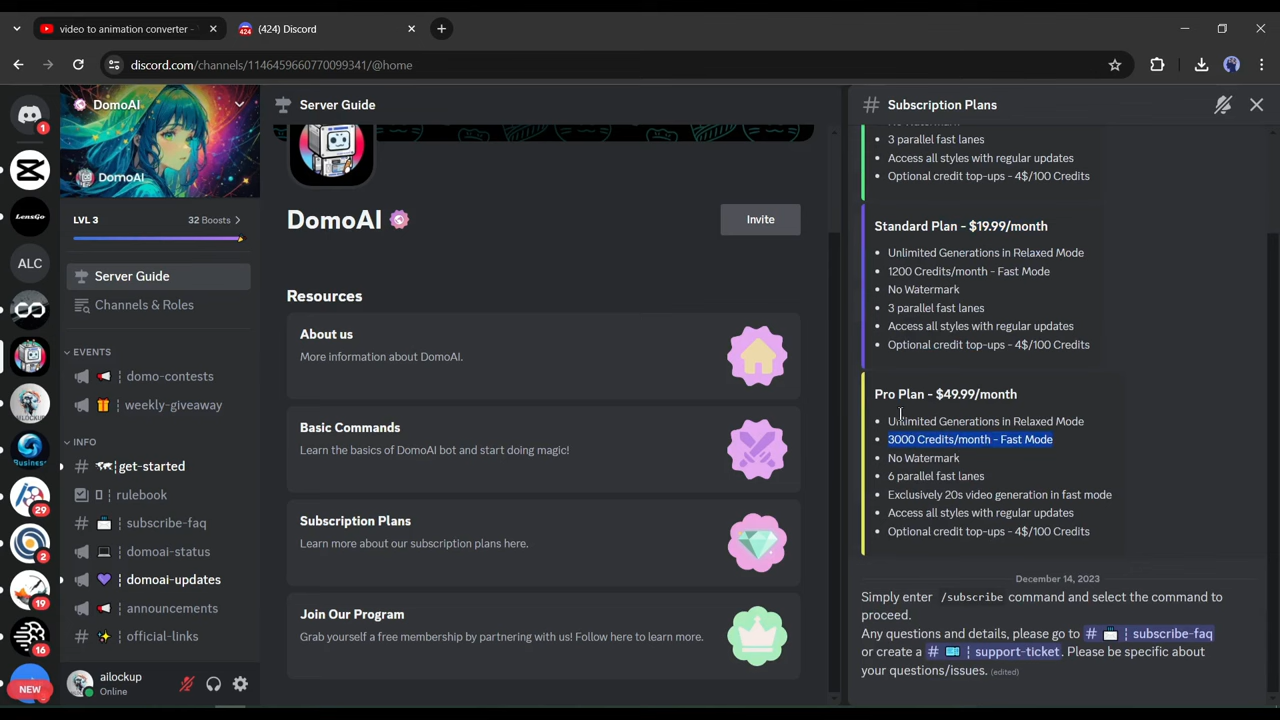 video to animation converter -
424
(424) Discord
discord.com/channels/1146459660770099341/@home
DomoAI
DomoAI
LVL 3
32 Boosts
Server Guide
Channels & Roles
EVENTS
domo-contests
weekly-giveaway
INFO
get-started
rulebook
subscribe-faq
domoai-status
domoai-updates
announcements
official-links
ailockup
Online
1
LensGo
ALC
Business
29
2
19
16
NEW
Server Guide
DomoAI
Invite
Resources
About us
More information about DomoAI.
Basic Commands
Learn the basics of DomoAI bot and start doing magic!
Subscription Plans
Learn more about our subscription plans here.
Join Our Program
Grab yourself a free membership by partnering with us! Follow here to learn more.
# Subscription Plans
• 3 parallel fast lanes
• Access all styles with regular updates
• Optional credit top-ups - 4$/100 Credits
Standard Plan - $19.99/month
• Unlimited Generations in Relaxed Mode
• 1200 Credits/month - Fast Mode
• No Watermark
• 3 parallel fast lanes
• Access all styles with regular updates
• Optional credit top-ups - 4$/100 Credits
Pro Plan - $49.99/month
• Unlimited Generations in Relaxed Mode
• 3000 Credits/month - Fast Mode
• No Watermark
• 6 parallel fast lanes
• Exclusively 20s video generation in fast mode
• Access all styles with regular updates
• Optional credit top-ups - 4$/100 Credits
December 14, 2023
Simply enter /subscribe command and select the command to
proceed.
Any questions and details, please go to # ¦ subscribe-faq
or create a # ¦ support-ticket. Please be specific about
your questions/issues. (edited)